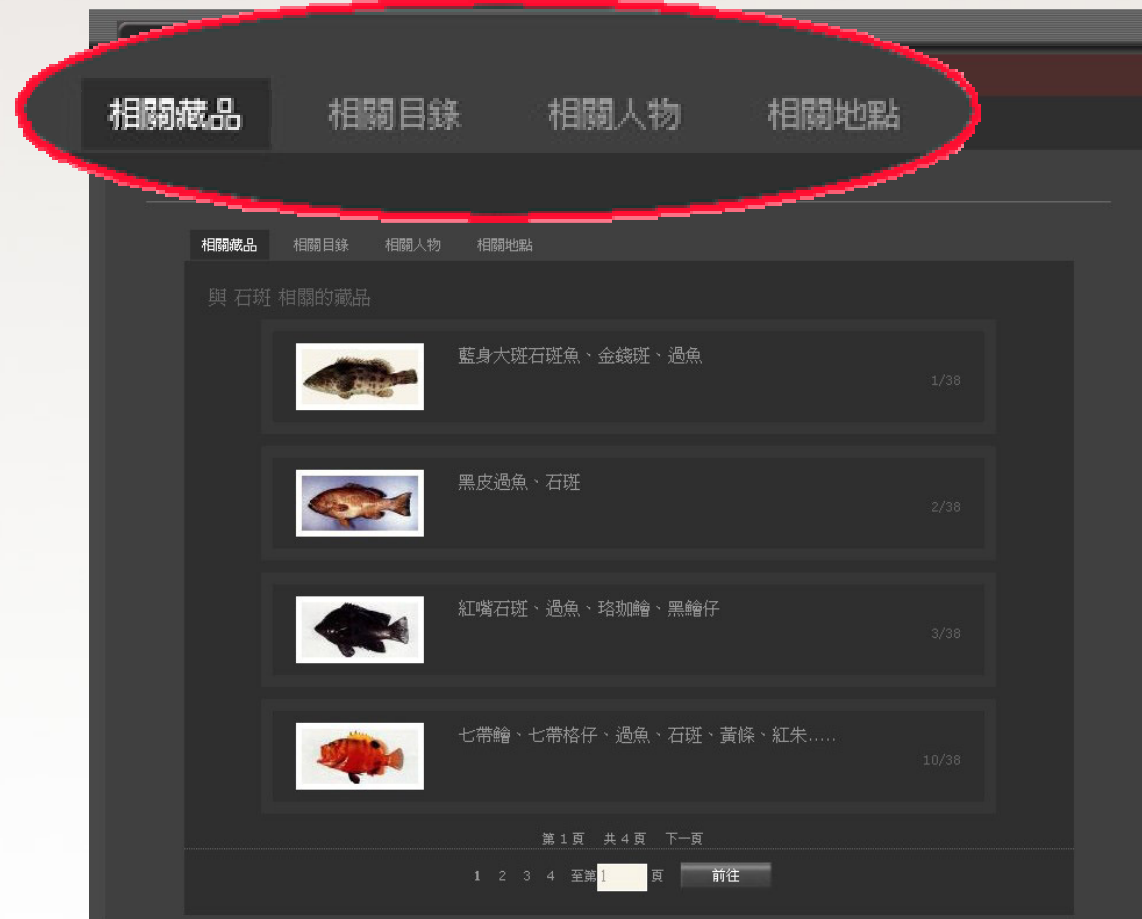 相關藏品 相關目錄 相關人物 相關地點
相關藏品 相關目錄 相關人物 相關地點
與 石斑 相關的藏品
藍身大斑石斑魚、金錢斑、過魚
1/38
黑皮過魚、石斑
2/38
紅嘴石斑、過魚、珞珈鱠、黑鱠仔
3/38
七帶鱠、七帶格仔、過魚、石斑、黃條、紅朱.....
10/38
第 1 頁 共 4 頁 下一頁
1 2 3 4 至第 1 頁 前往